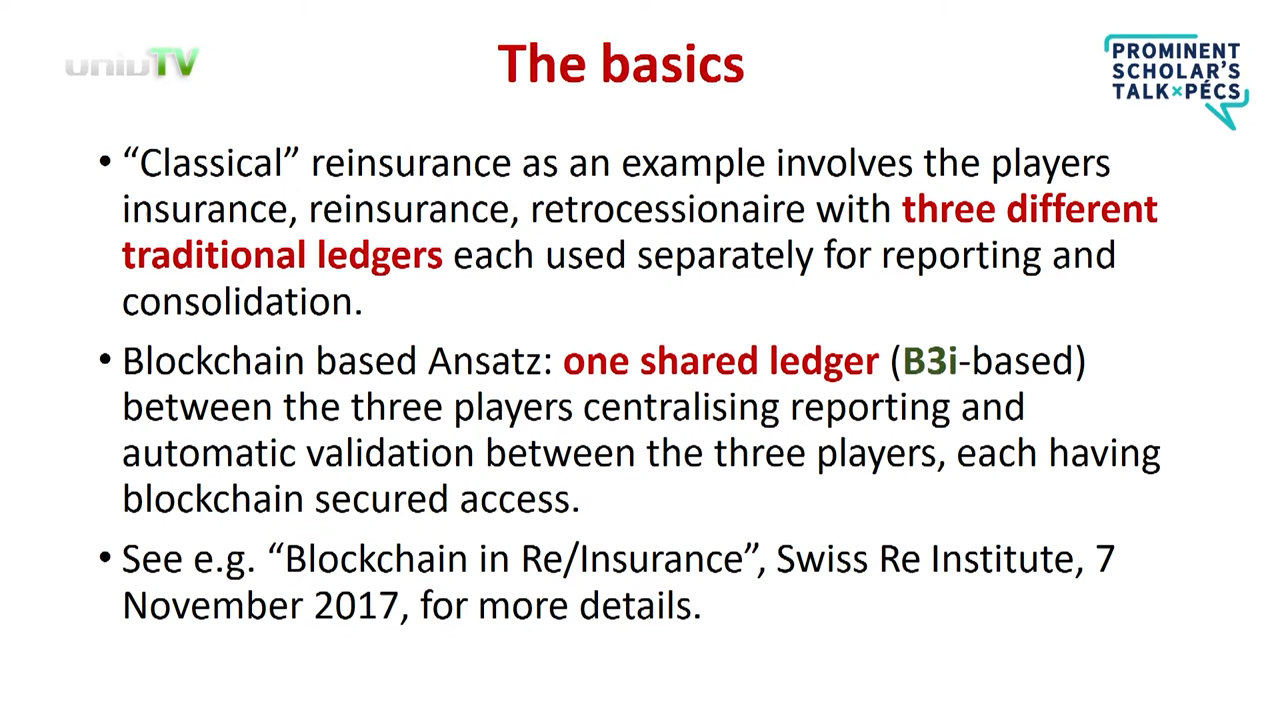 univTV
The basics
PROMINENT
SCHOLAR'S
TALK×PÉCS
• “Classical” reinsurance as an example involves the players
insurance, reinsurance, retrocessionaire with three different
traditional ledgers each used separately for reporting and
consolidation.
• Blockchain based Ansatz: one shared ledger (B3i-based)
between the three players centralising reporting and
automatic validation between the three players, each having
blockchain secured access.
• See e.g. “Blockchain in Re/Insurance”, Swiss Re Institute, 7
November 2017, for more details.